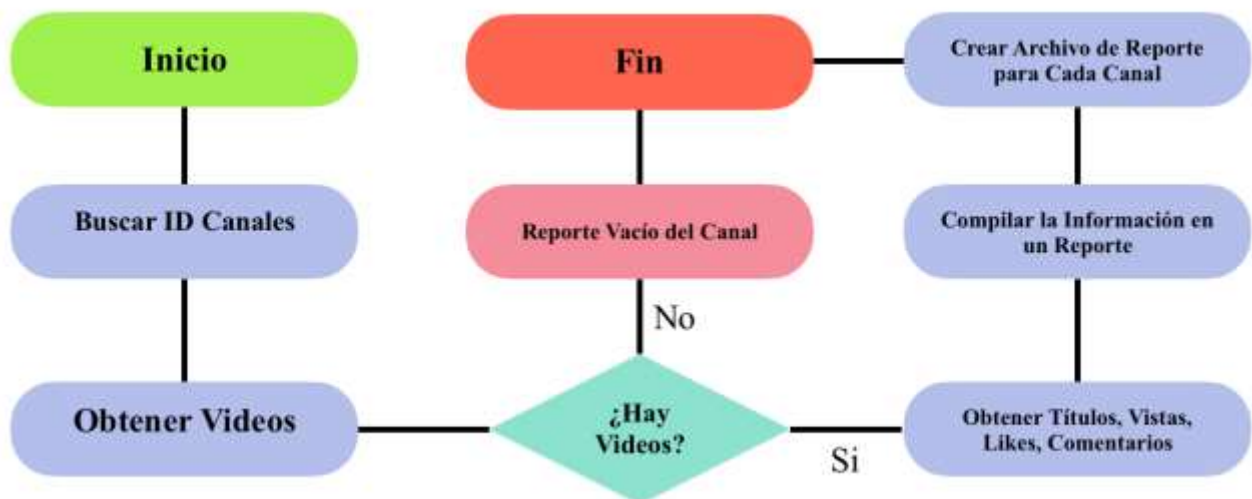 Inicio
Buscar ID Canales
Obtener Videos
¿Hay
Videos?
No
Reporte Vacío del Canal
Fin
Si
Obtener Títulos, Vistas,
Likes, Comentarios
Compilar la Información en
un Reporte
Crear Archivo de Reporte
para Cada Canal